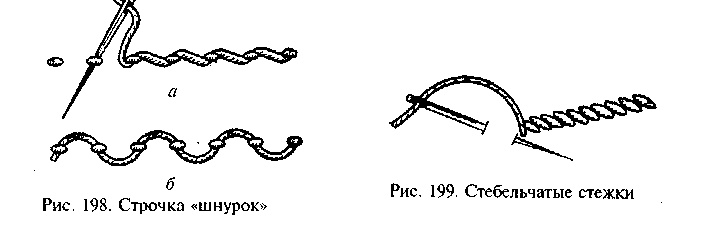 а
б
Рис. 198. Строчка «шнурок»
Рис. 199. Стебельчатые стежки